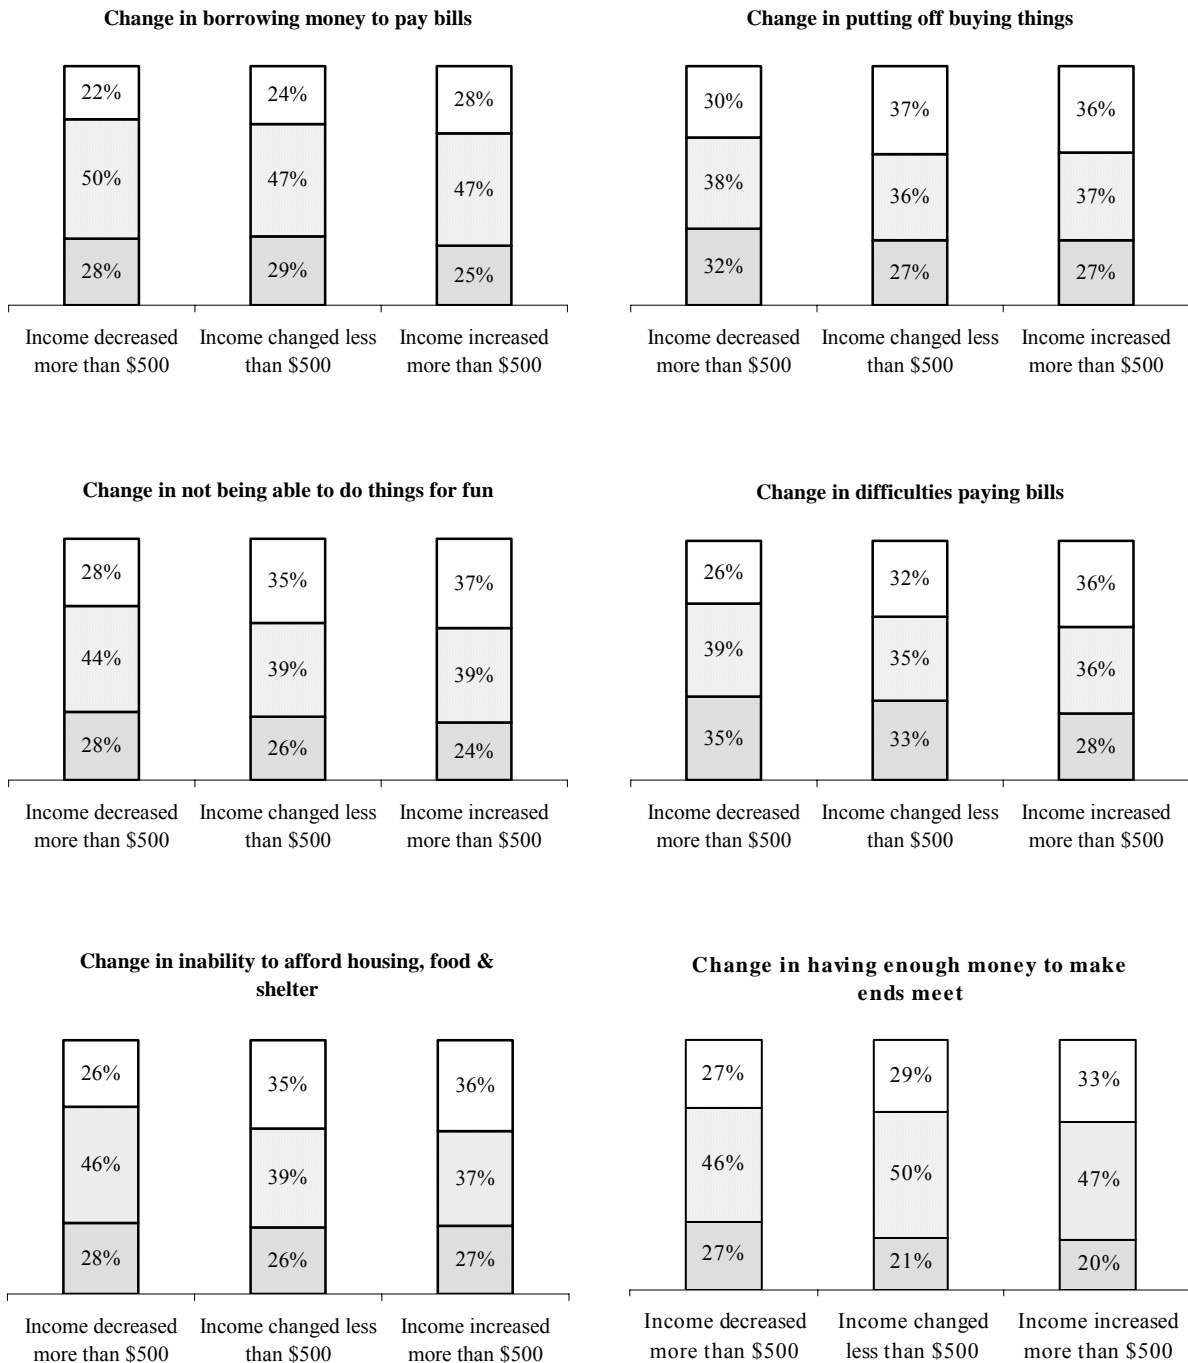 Change in borrowing money to pay bills
22%
24%
28%
50%
47%
47%
28%
29%
25%
Income decreased more than $500
Income changed less than $500
Income increased more than $500
Change in putting off buying things
30%
37%
36%
38%
36%
37%
32%
27%
27%
Income decreased more than $500
Income changed less than $500
Income increased more than $500
Change in not being able to do things for fun
28%
35%
37%
44%
39%
39%
28%
26%
24%
Income decreased more than $500
Income changed less than $500
Income increased more than $500
Change in difficulties paying bills
26%
32%
36%
39%
35%
36%
35%
33%
28%
Income decreased more than $500
Income changed less than $500
Income increased more than $500
Change in inability to afford housing, food &
shelter
26%
35%
36%
46%
39%
37%
28%
26%
27%
Income decreased
more than $500
Income changed less
than $500
Income increased
more than $500
Change in having enough money to make
ends meet
27%
29%
33%
46%
50%
47%
27%
21%
20%
Income decreased
more than $500
Income changed
less than $500
Income increased
more than $500